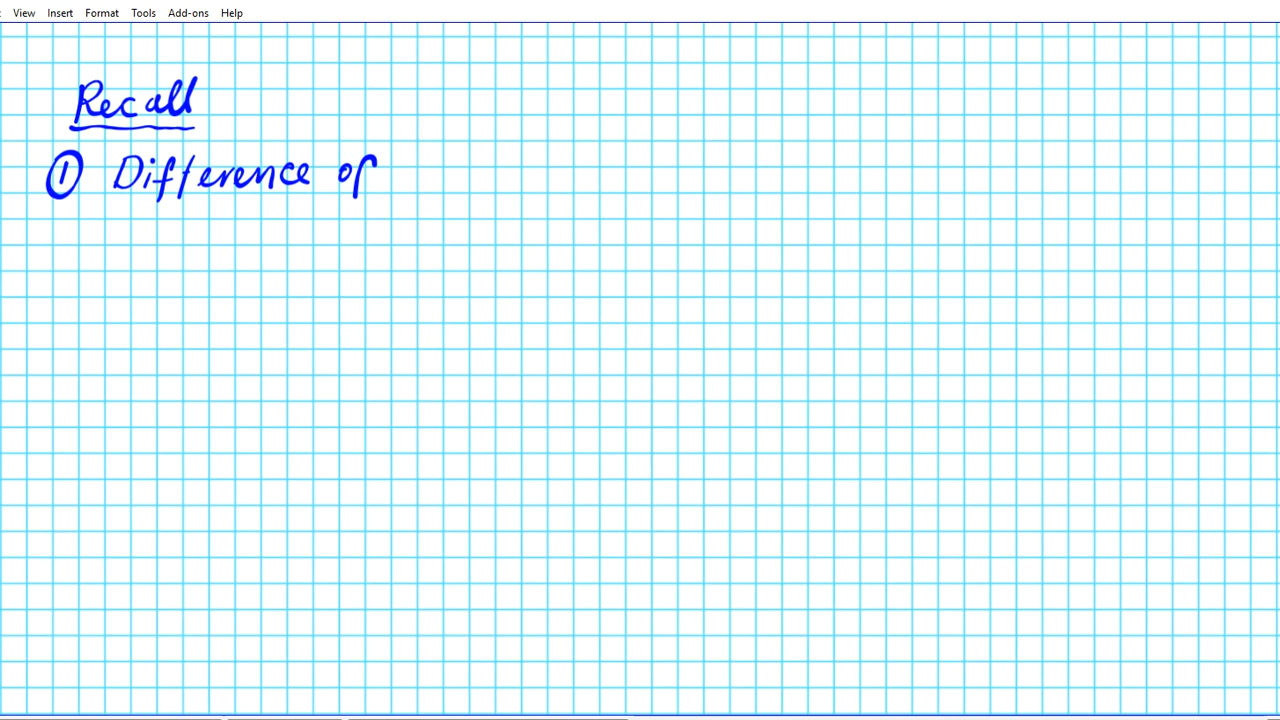 View Insert Format Tools Add-ons Help
Recall
① Difference of